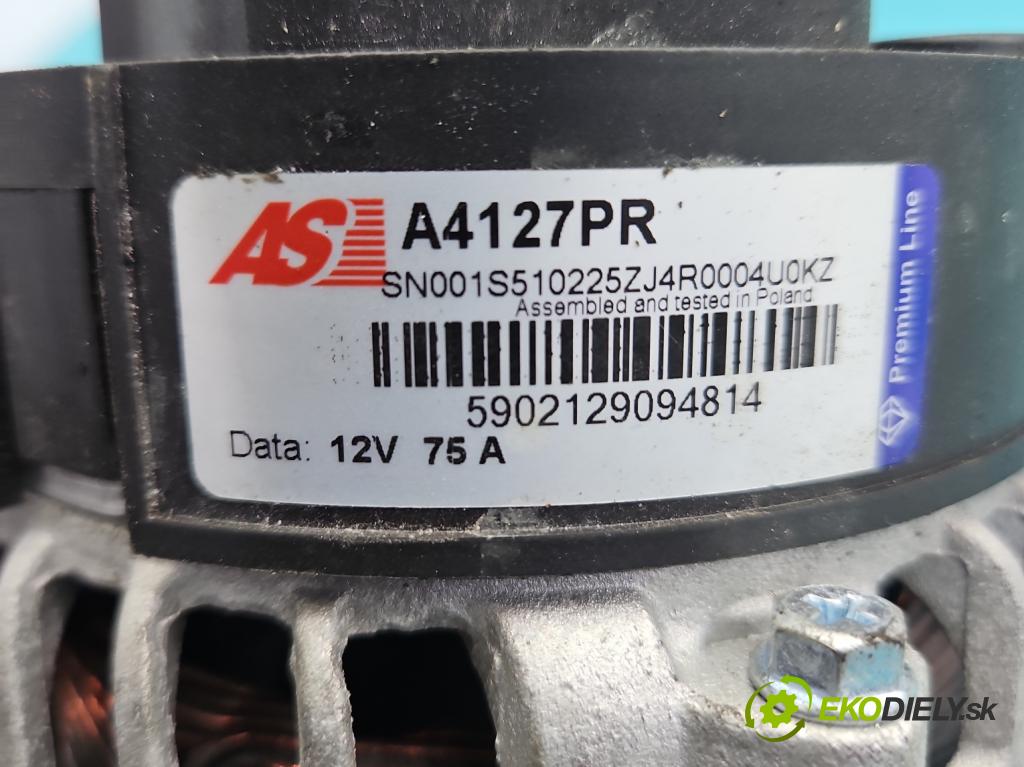 AS A4127PR
SN001S510225ZJ4R0004U0KZ
Assembled and tested in Poland
5902129094814
Data: 12V 75 A
Premium Line
EKODIELY.sk